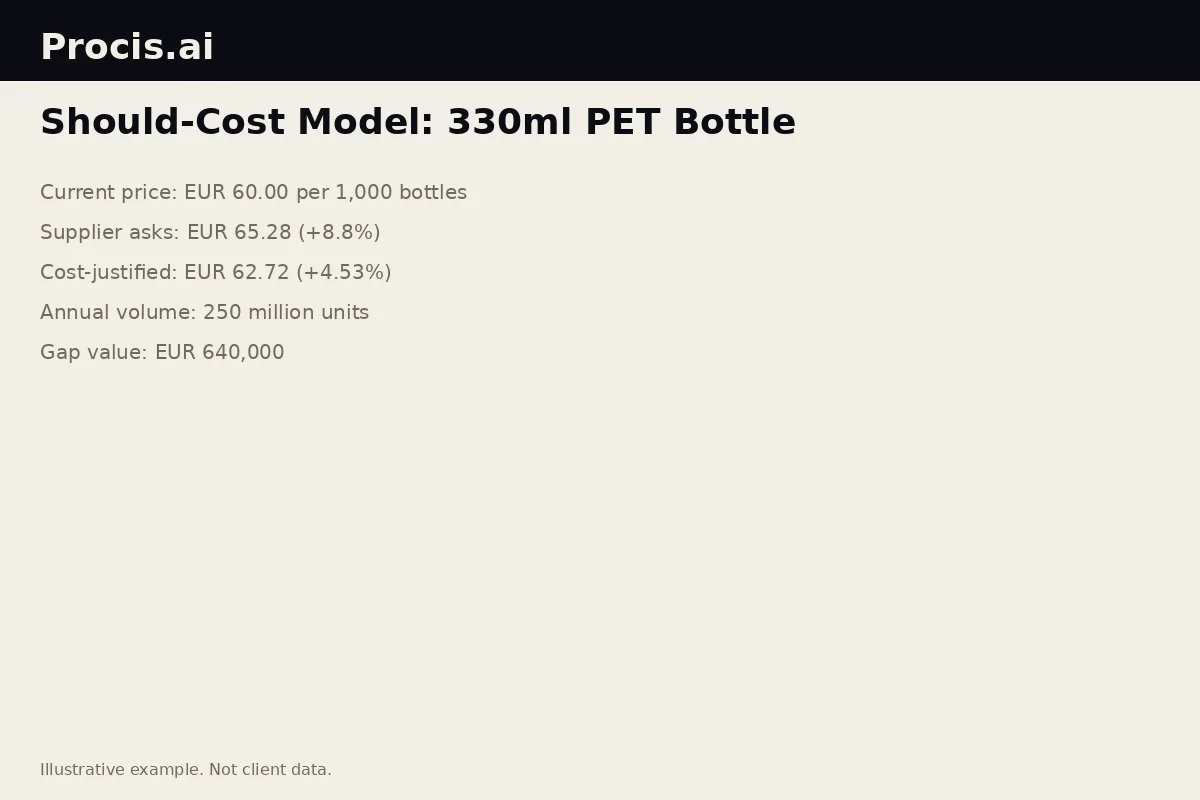 Procis.ai
Should-Cost Model: 330ml PET Bottle
Current price: EUR 60.00 per 1,000 bottles
Supplier asks: EUR 65.28 (+8.8%)
Cost-justified: EUR 62.72 (+4.53%)
Annual volume: 250 million units
Gap value: EUR 640,000
Illustrative example. Not client data.